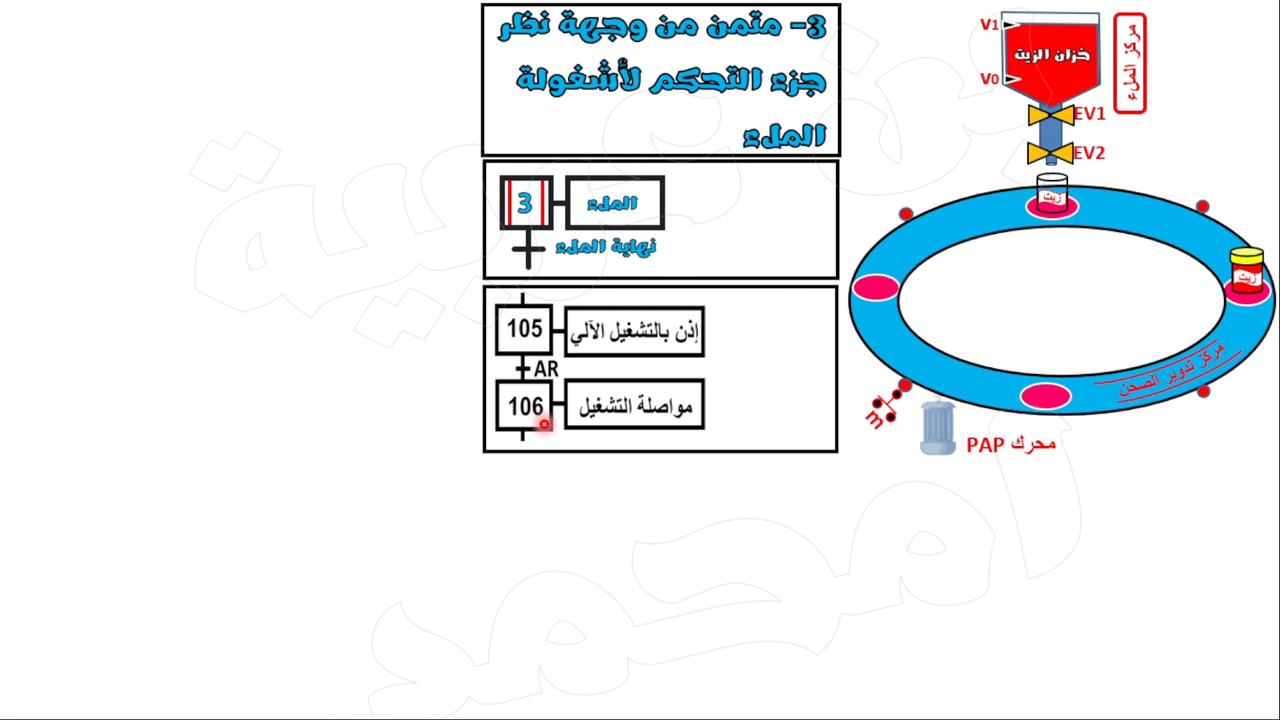 3- متمن من وجهة نظر
جزء التحكم لأشغولة
الملء
3
الملء
نهاية الملء
105
إذن بالتشغيل الآلي
AR
106
مواصلة التشغيل
V1
خزان الزيت
V0
مركز الملء
EV1
EV2
زيت
زيت
مركز تدوير الصحن
m
محرك PAP